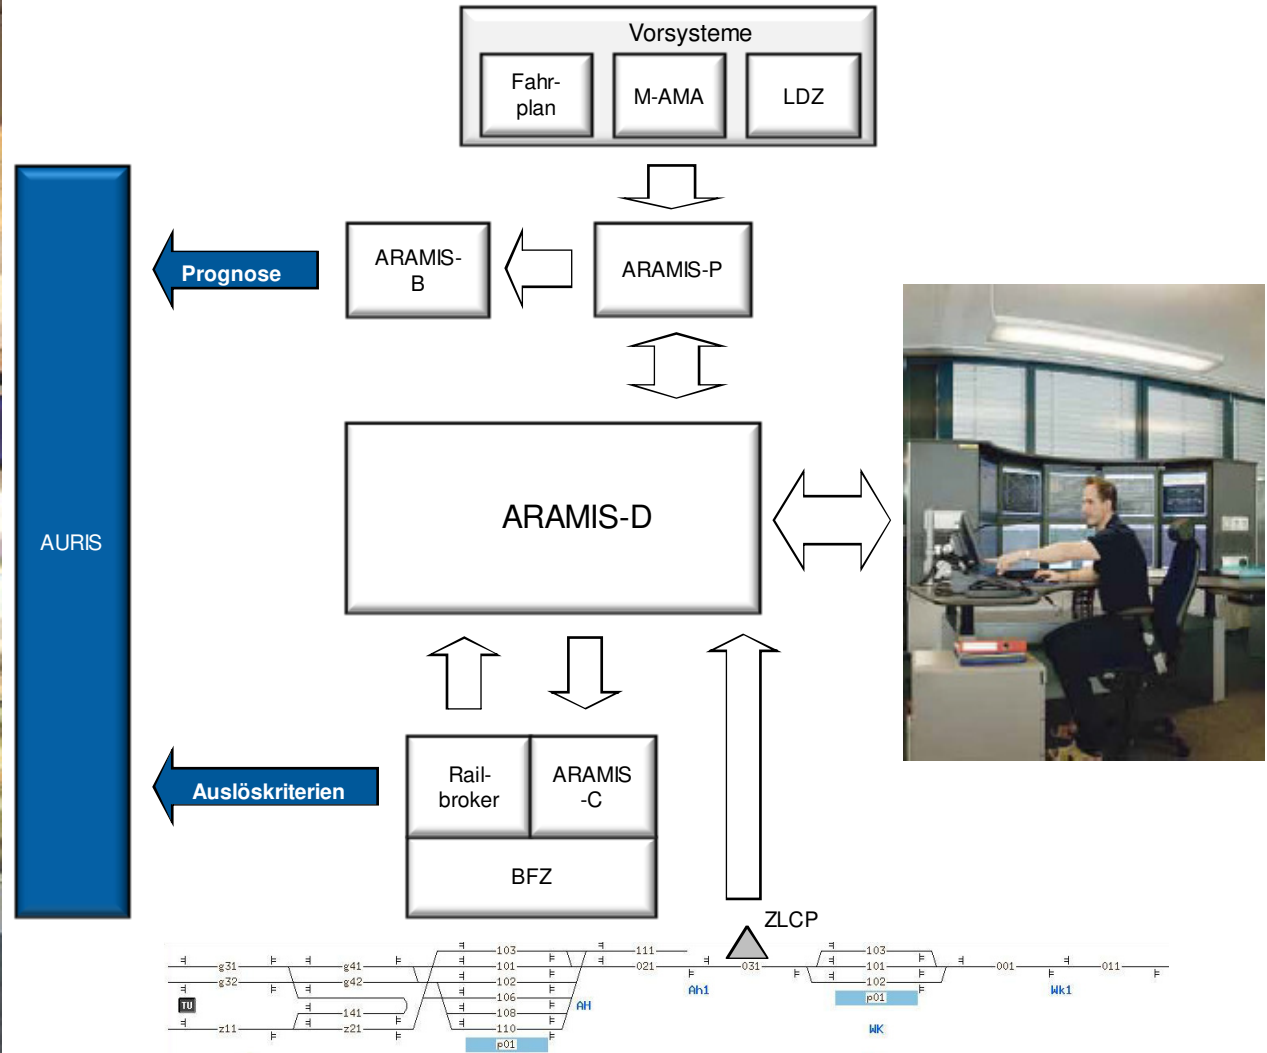 Vorsysteme
Fahr-
plan
M-AMA
LDZ
ARAMIS-
B
ARAMIS-P
Prognose
ARAMIS-D
AURIS
Rail-
broker
ARAMIS
-C
Auslöskriterien
BFZ
ZLCP
103
111
103
g31
g41
101
021
031
101
001
011
g32
g42
102
102
Ah1
Wk1
TU
106
AH
p01
141
108
z11
z21
110
WK
p01